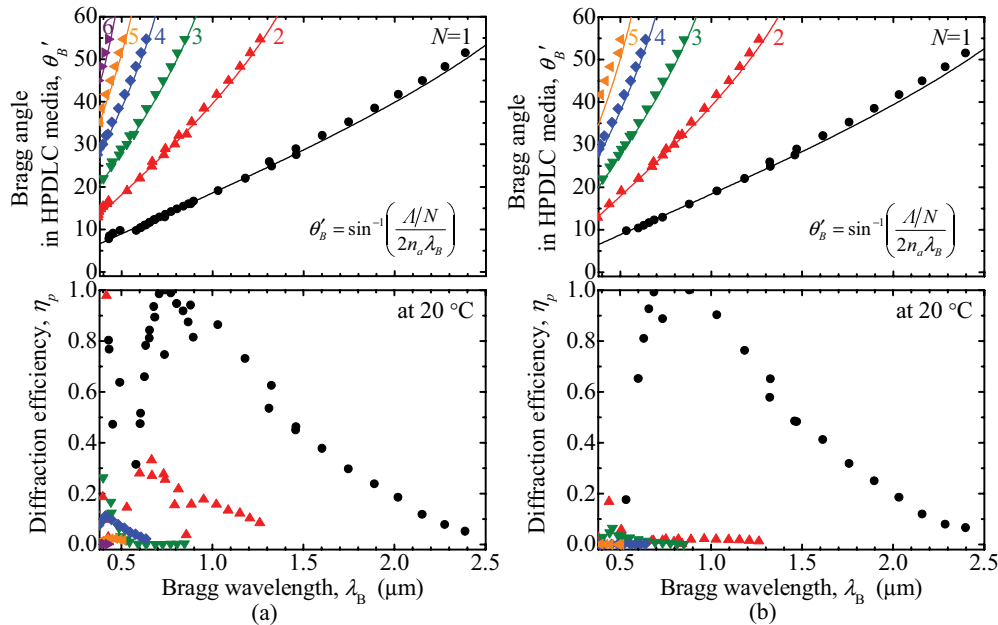 Bragg angle
in HPDLC media, θ′B
60
50
40
30
20
10
0
6
5
4
3
2
N=1
θ′B = sin⁻¹(Λ/N / 2naλB)
Diffraction efficiency, ηp
1.0
0.8
0.6
0.4
0.2
0.0
at 20 °C
0.5 1.0 1.5 2.0 2.5
Bragg wavelength, λB (μm)
(a)
Bragg angle
in HPDLC media, θB′
60
50
40
30
20
10
0
5
4
3
2
N=1
θ′B = sin⁻¹(Λ/N / 2naλB)
Diffraction efficiency, ηp
1.0
0.8
0.6
0.4
0.2
0.0
at 20 °C
0.5 1.0 1.5 2.0 2.5
Bragg wavelength, λB (μm)
(b)